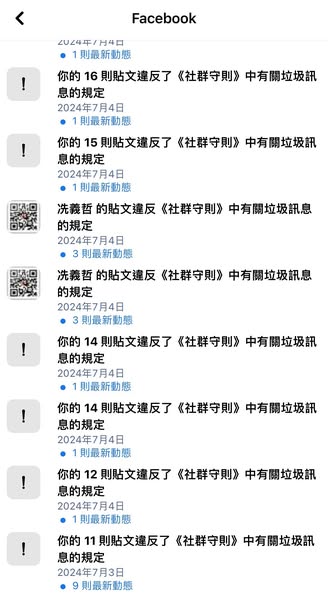 Facebook
2024年7月4日
1 則最新動態
你的 16 則貼文違反了《社群守則》中有關垃圾訊
息的規定
2024年7月4日
1 則最新動態
你的 15 則貼文違反了《社群守則》中有關垃圾訊
息的規定
2024年7月4日
1 則最新動態
冼義哲 的貼文違反《社群守則》中有關垃圾訊息
的規定
2024年7月4日
3 則最新動態
冼義哲 的貼文違反《社群守則》中有關垃圾訊息
的規定
2024年7月4日
3 則最新動態
你的 14 則貼文違反了《社群守則》中有關垃圾訊
息的規定
2024年7月4日
1 則最新動態
你的 14 則貼文違反了《社群守則》中有關垃圾訊
息的規定
2024年7月4日
1 則最新動態
你的 12 則貼文違反了《社群守則》中有關垃圾訊
息的規定
2024年7月4日
1 則最新動態
你的 11 則貼文違反了《社群守則》中有關垃圾訊
息的規定
2024年7月3日
9 則最新動態